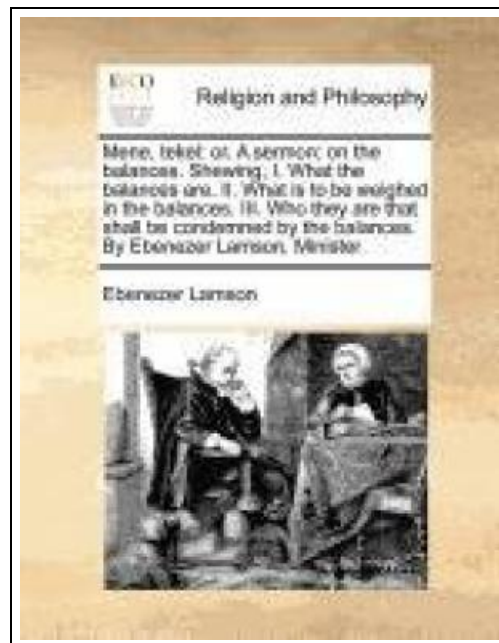 ECCO
Religion and Philosophy
Mene, tekel: or, A sermon: on the
balances. Shewing, I. What the
balances are. II. What is to be weighed
in the balances. III. Who they are that
shall be condemned by the balances.
By Ebenezer Lamson. Minister.
Ebenezer Lamson